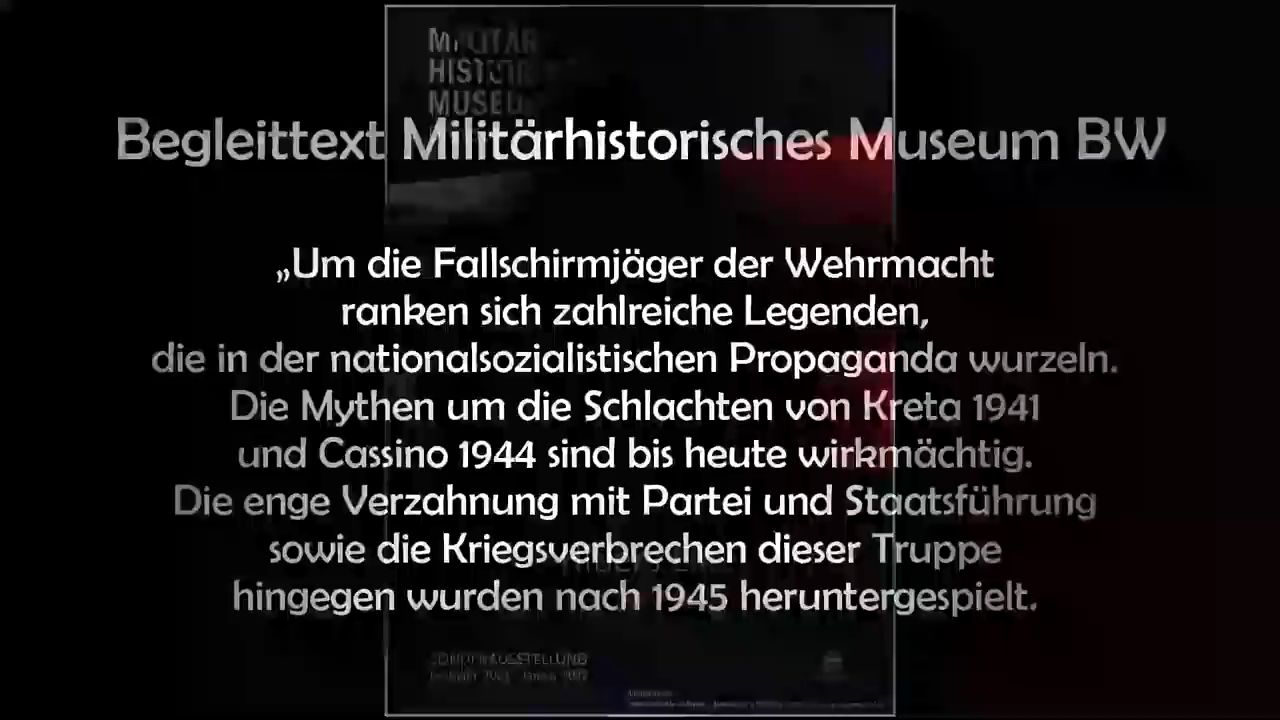 MILITÄR
HISTORI
MUSEU
Begleittext Militärhistorisches Museum BW
„Um die Fallschirmjäger der Wehrmacht
ranken sich zahlreiche Legenden,
die in der nationalsozialistischen Propaganda wurzeln.
Die Mythen um die Schlachten von Kreta 1941
und Cassino 1944 sind bis heute wirkmächtig.
Die enge Verzahnung mit Partei und Staatsführung
sowie die Kriegsverbrechen dieser Truppe
hingegen wurden nach 1945 heruntergespielt.
SONDERAUSSTELLUNG